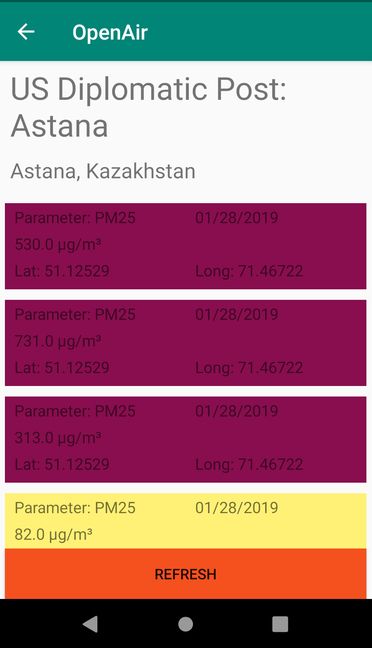 OpenAir
US Diplomatic Post:
Astana
Astana, Kazakhstan
Parameter: PM25 01/28/2019
530.0 µg/m³
Lat: 51.12529 Long: 71.46722
Parameter: PM25 01/28/2019
731.0 µg/m³
Lat: 51.12529 Long: 71.46722
Parameter: PM25 01/28/2019
313.0 µg/m³
Lat: 51.12529 Long: 71.46722
Parameter: PM25 01/28/2019
82.0 µg/m³
REFRESH